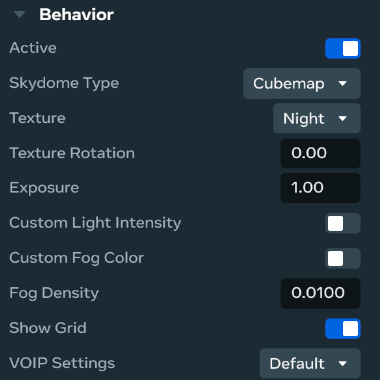 Behavior
Active
Skydome Type Cubemap
Texture Night
Texture Rotation 0.00
Exposure 1.00
Custom Light Intensity
Custom Fog Color
Fog Density 0.0100
Show Grid
VOIP Settings Default